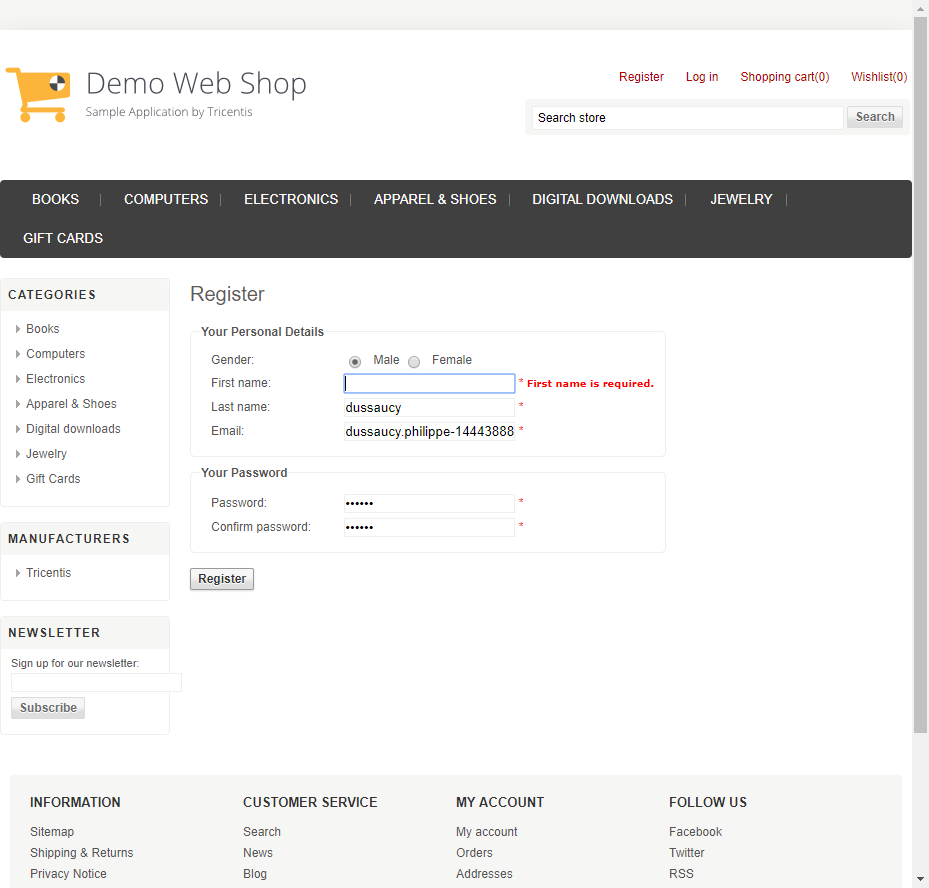 Demo Web Shop
Sample Application by Tricentis
Register Log in Shopping cart(0) Wishlist(0)
Search store Search
BOOKS COMPUTERS ELECTRONICS APPAREL & SHOES DIGITAL DOWNLOADS JEWELRY
GIFT CARDS
CATEGORIES
Books
Computers
Electronics
Apparel & Shoes
Digital downloads
Jewelry
Gift Cards
MANUFACTURERS
Tricentis
NEWSLETTER
Sign up for our newsletter:
Subscribe
Register
Your Personal Details
Gender: Male Female
First name: * First name is required.
Last name: dussaucy *
Email: dussaucy.philippe-14443888 *
Your Password
Password: •••••• *
Confirm password: •••••• *
Register
INFORMATION
Sitemap
Shipping & Returns
Privacy Notice
CUSTOMER SERVICE
Search
News
Blog
MY ACCOUNT
My account
Orders
Addresses
FOLLOW US
Facebook
Twitter
RSS